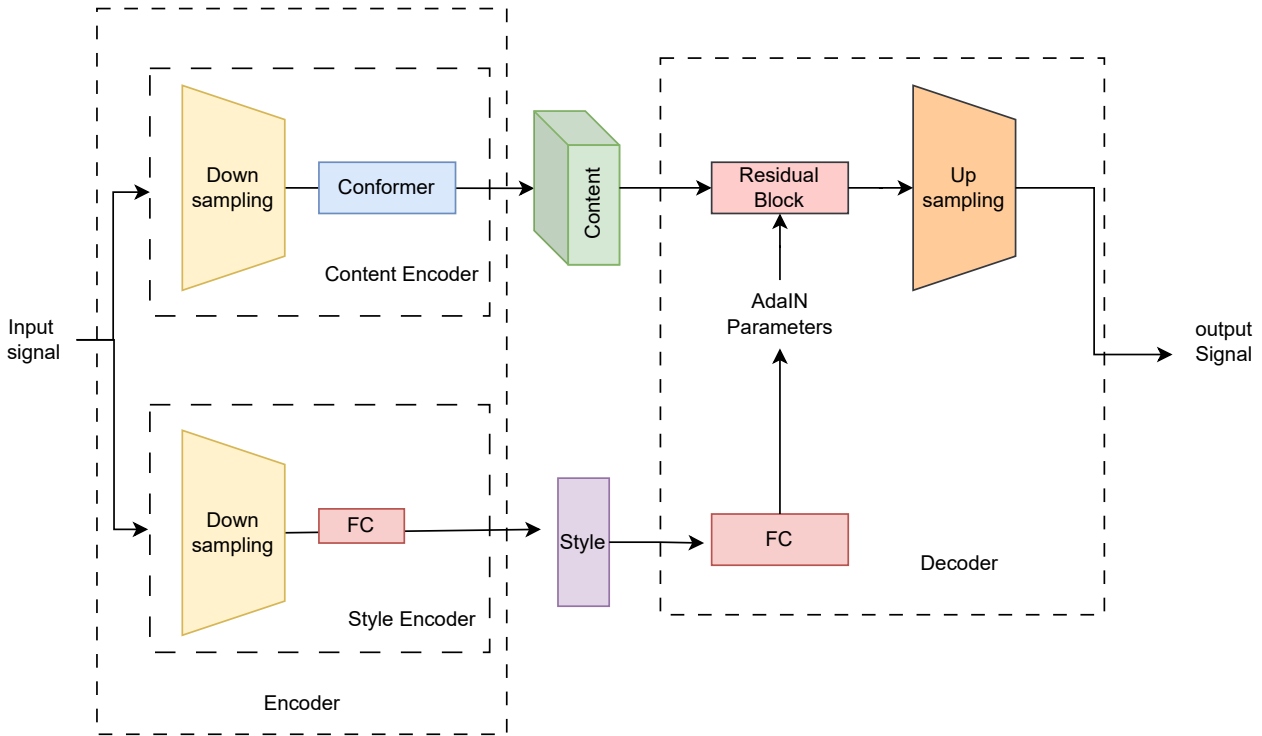 Down
sampling
Conformer
Content Encoder
Content
Residual
Block
Up
sampling
AdaIN
Parameters
Input
signal
output
Signal
Down
sampling
FC
Style Encoder
Style
FC
Decoder
Encoder